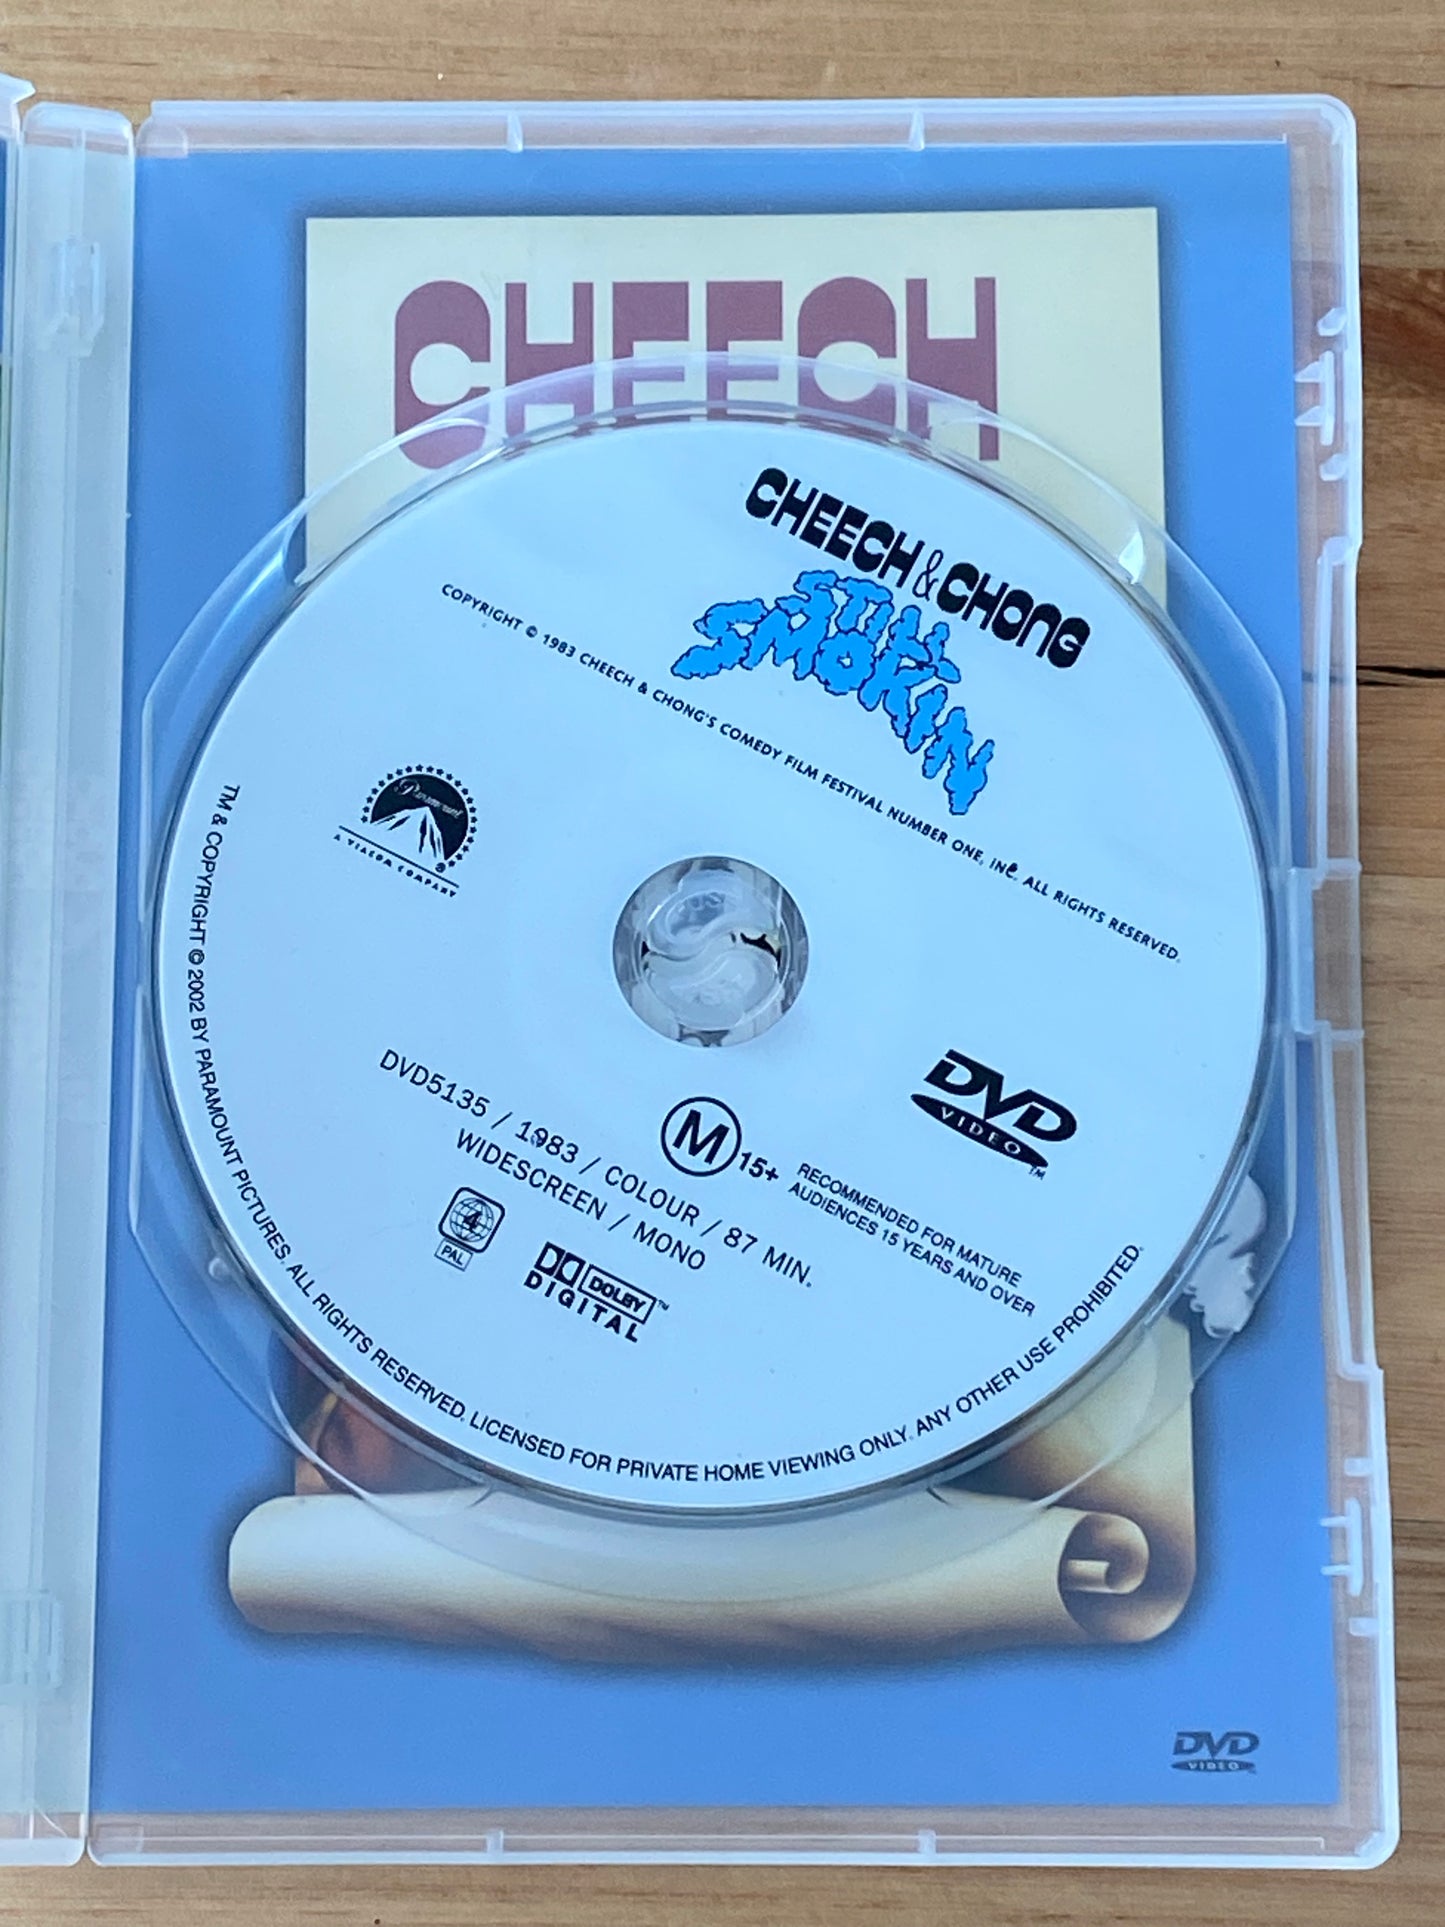 CHEECH
CHEECH & CHONG
STILL
SMOKIN
COPYRIGHT © 1983 CHEECH & CHONG'S COMEDY FILM FESTIVAL NUMBER ONE, INC. ALL RIGHTS RESERVED.
Paramount
®
A VIACOM COMPANY
DVD
VIDEO
™
DVD5135 / 1983 / COLOUR / 87 MIN.
WIDESCREEN / MONO
M 15+
RECOMMENDED FOR MATURE
AUDIENCES 15 YEARS AND OVER
4
PAL
DOLBY ™
DIGITAL
TM & COPYRIGHT © 2002 BY PARAMOUNT PICTURES. ALL RIGHTS RESERVED. LICENSED FOR PRIVATE HOME VIEWING ONLY. ANY OTHER USE PROHIBITED.
DVD
VIDEO